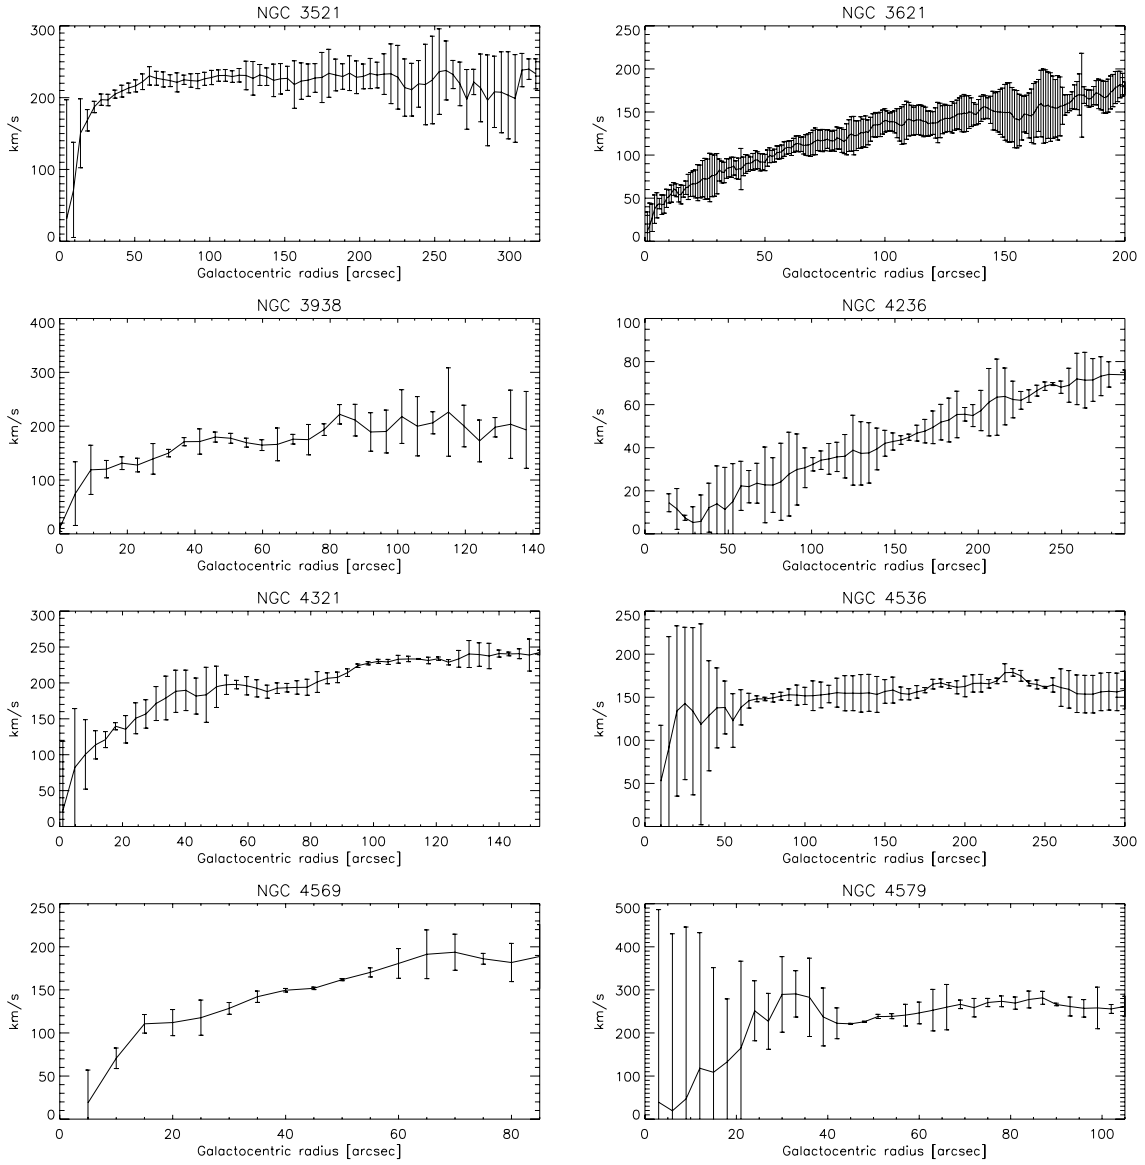 NGC 3521
300
200
100
0
km/s
0 50 100 150 200 250 300
Galactocentric radius [arcsec]
NGC 3621
250
200
150
100
50
0
km/s
0 50 100 150 200
Galactocentric radius [arcsec]
NGC 3938
400
300
200
100
0
km/s
0 20 40 60 80 100 120 140
Galactocentric radius [arcsec]
NGC 4236
100
80
60
40
20
0
km/s
0 50 100 150 200 250
Galactocentric radius [arcsec]
NGC 4321
300
250
200
150
100
50
0
km/s
0 20 40 60 80 100 120 140
Galactocentric radius [arcsec]
NGC 4536
250
200
150
100
50
0
km/s
0 50 100 150 200 250 300
Galactocentric radius [arcsec]
NGC 4569
250
200
150
100
50
0
km/s
0 20 40 60 80
Galactocentric radius [arcsec]
NGC 4579
500
400
300
200
100
0
km/s
0 20 40 60 80 100
Galactocentric radius [arcsec]